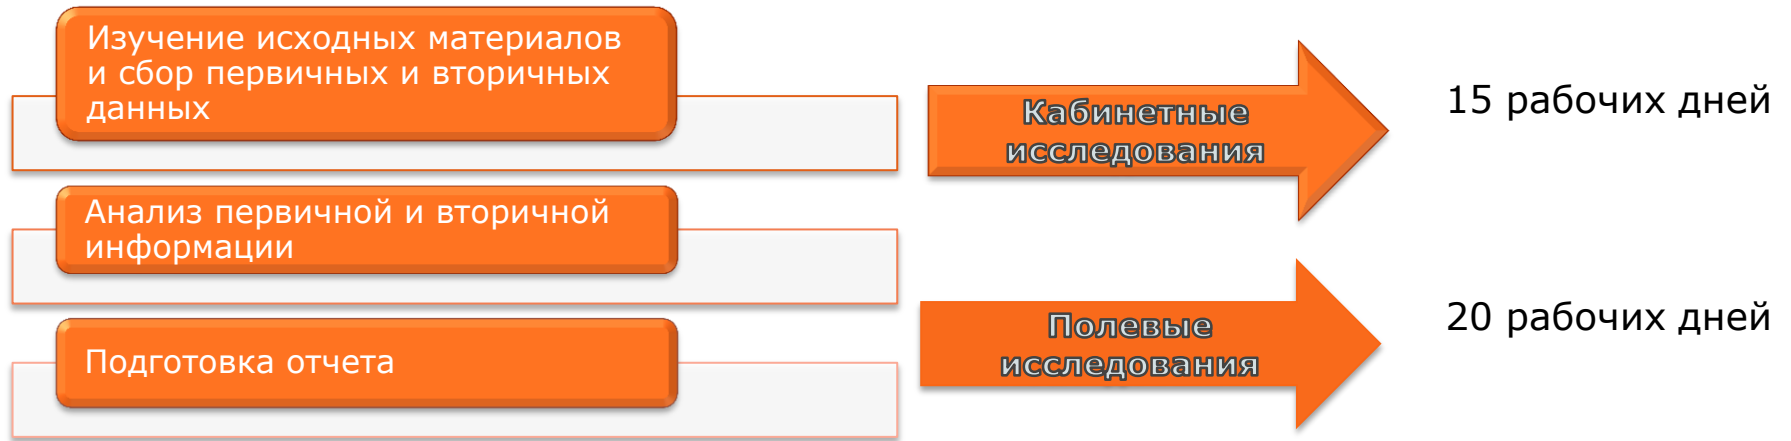 Изучение исходных материалов
и сбор первичных и вторичных
данных
Анализ первичной и вторичной
информации
Подготовка отчета
Кабинетные
исследования
15 рабочих дней
Полевые
исследования
20 рабочих дней